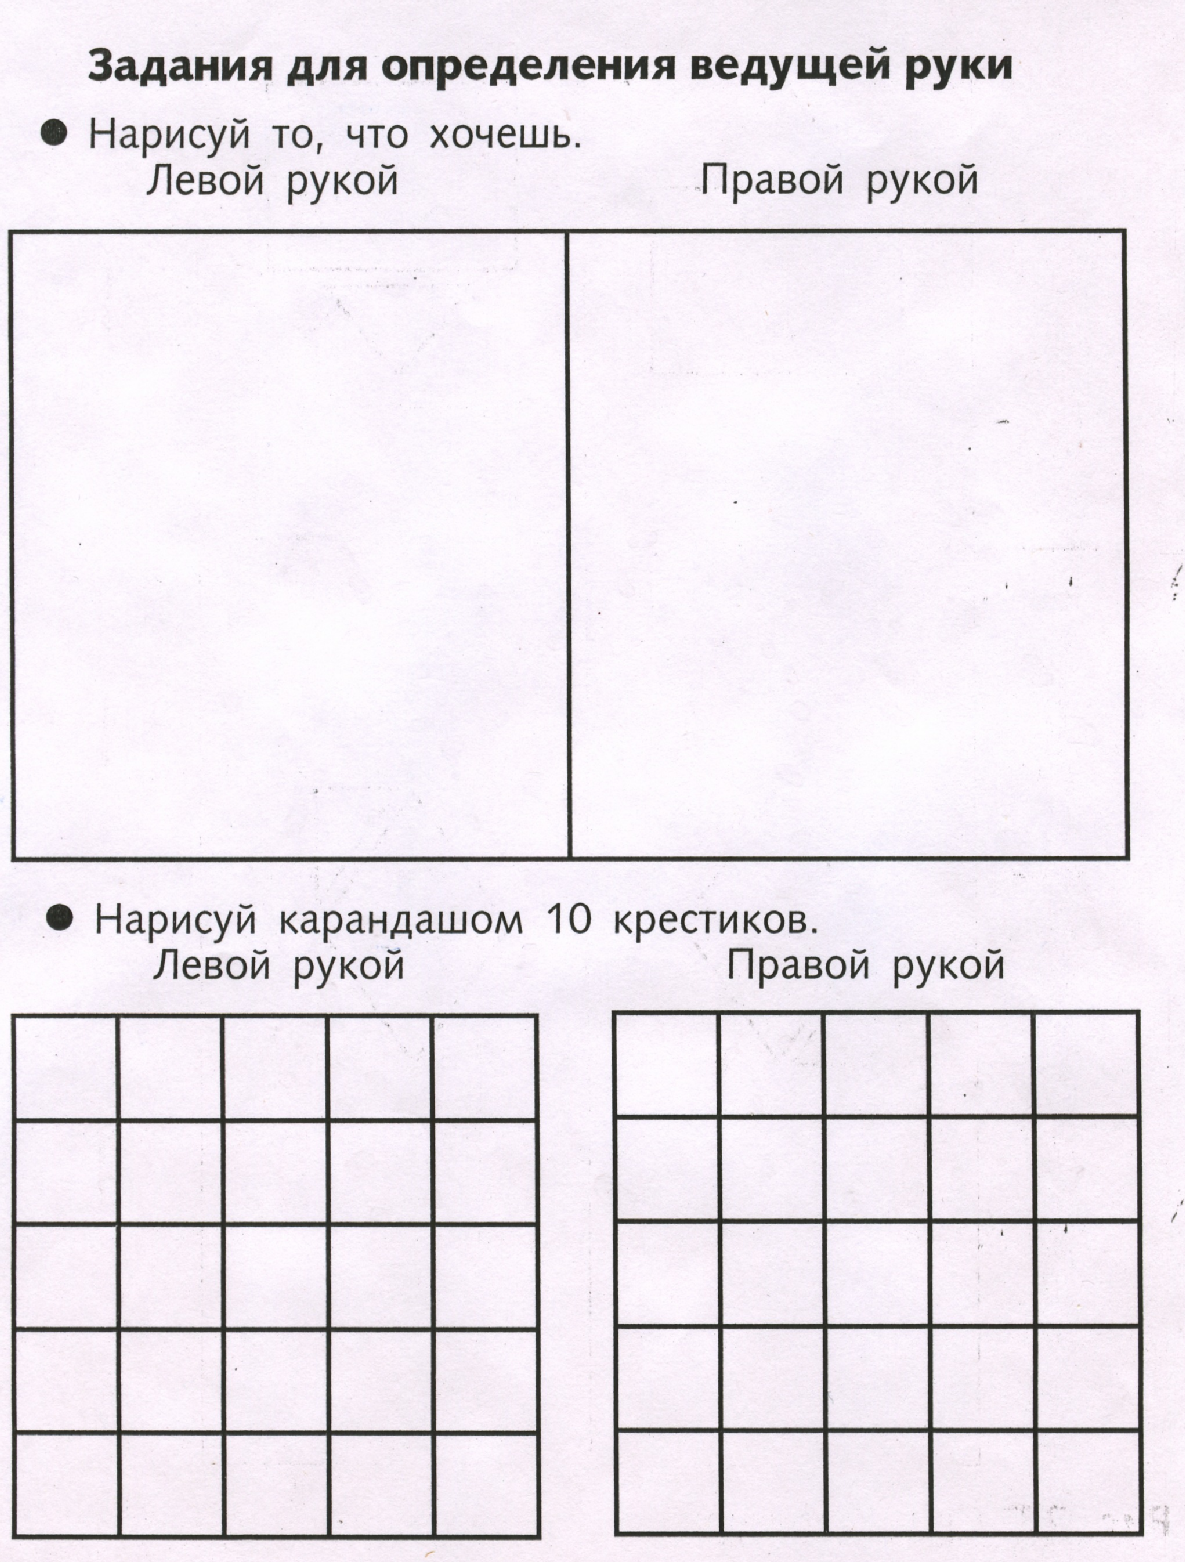 Задания для определения ведущей руки
● Нарисуй то, что хочешь.
Левой рукой Правой рукой
● Нарисуй карандашом 10 крестиков.
Левой рукой Правой рукой